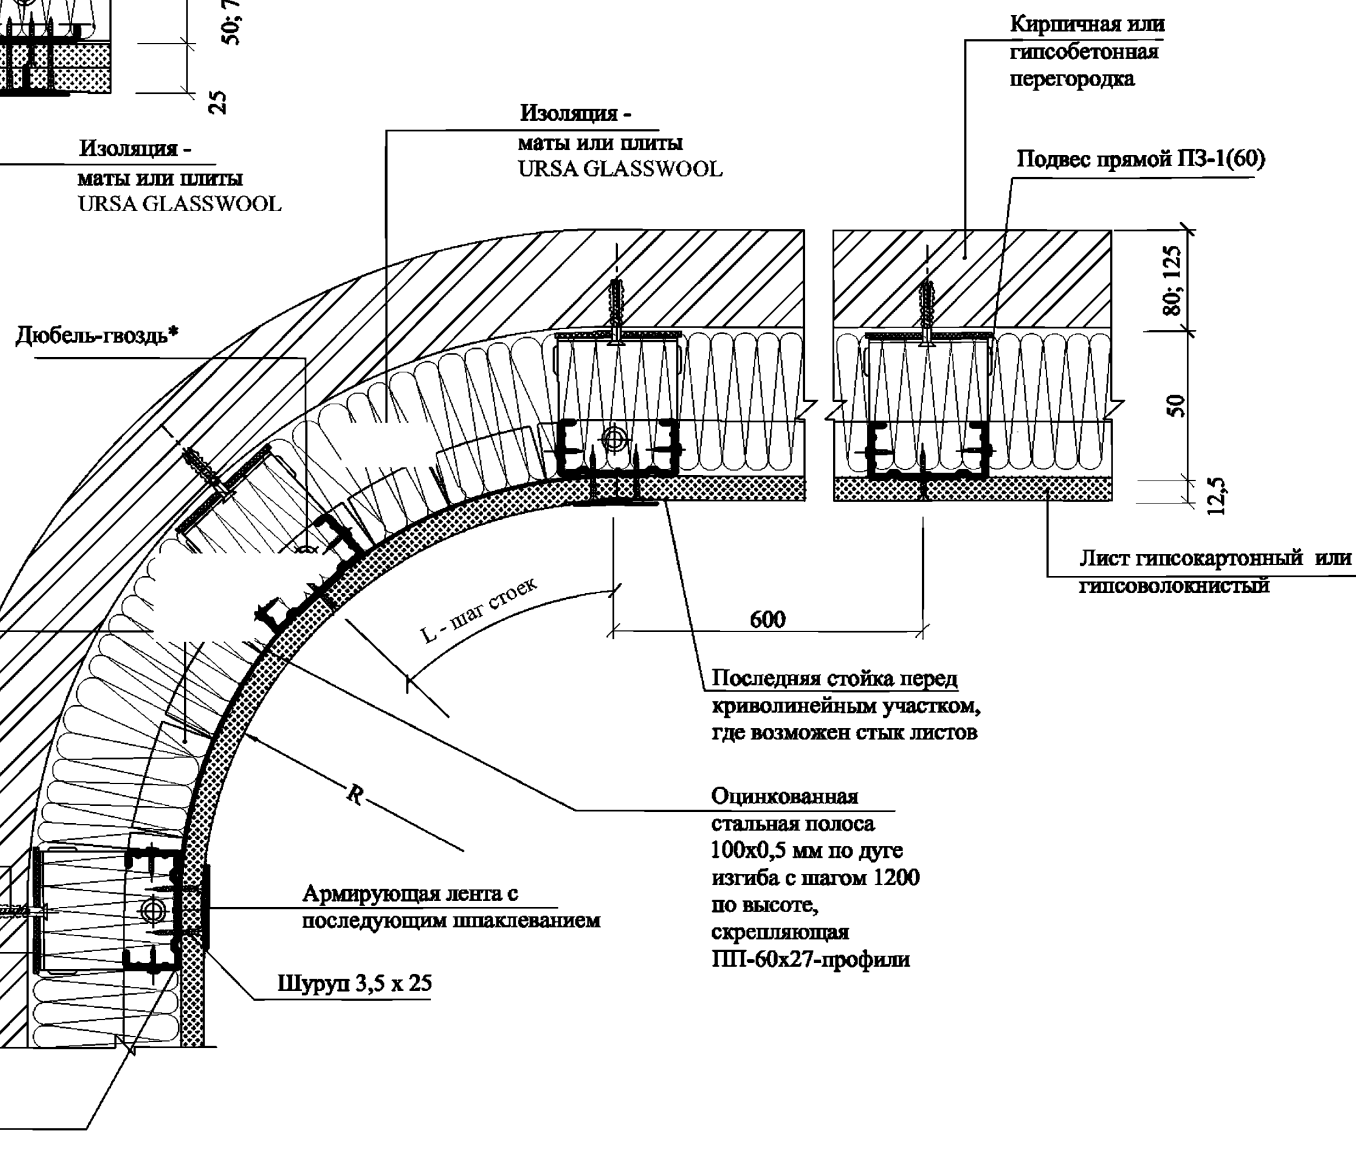 50; 7
25
Изоляция -
маты или плиты
URSA GLASSWOOL
Изоляция -
маты или плиты
URSA GLASSWOOL
Кирпичная или
гипсобетонная
перегородка
Подвес прямой ПЗ-1(60)
Дюбель-гвоздь*
80; 125
50
12,5
Лист гипсокартонный или
гипсоволокнистый
L - шаг стоек
600
Последняя стойка перед
криволинейным участком,
где возможен стык листов
R
Оцинкованная
стальная полоса
100х0,5 мм по дуге
изгиба с шагом 1200
по высоте,
скрепляющая
ПП-60х27-профили
Армирующая лента с
последующим шпаклеванием
Шуруп 3,5 х 25